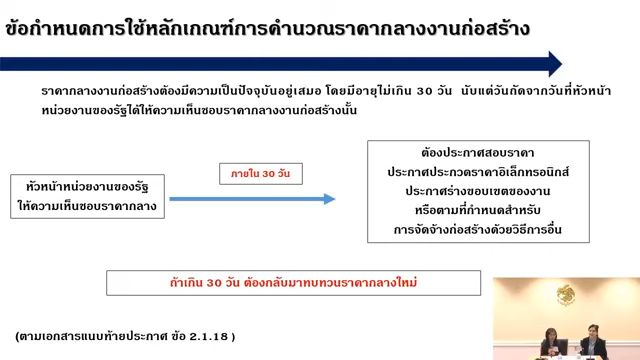 ข้อกำหนดการใช้หลักเกณฑ์การคำนวณราคากลางงานก่อสร้าง
ราคากลางงานก่อสร้างต้องมีความเป็นปัจจุบันอยู่เสมอ โดยมีอายุไม่เกิน 30 วัน นับแต่วันถัดจากวันที่หัวหน้า
หน่วยงานของรัฐได้ให้ความเห็นชอบราคากลางงานก่อสร้างนั้น
หัวหน้าหน่วยงานของรัฐ
ให้ความเห็นชอบราคากลาง
ภายใน 30 วัน
ต้องประกาศสอบราคา
ประกาศประกวดราคาอิเล็กทรอนิกส์
ประกาศร่างขอบเขตของงาน
หรือตามที่กำหนดสำหรับ
การจัดจ้างก่อสร้างด้วยวิธีการอื่น
ถ้าเกิน 30 วัน ต้องกลับมาทบทวนราคากลางใหม่
(ตามเอกสารแนบท้ายประกาศ ข้อ 2.1.18 )